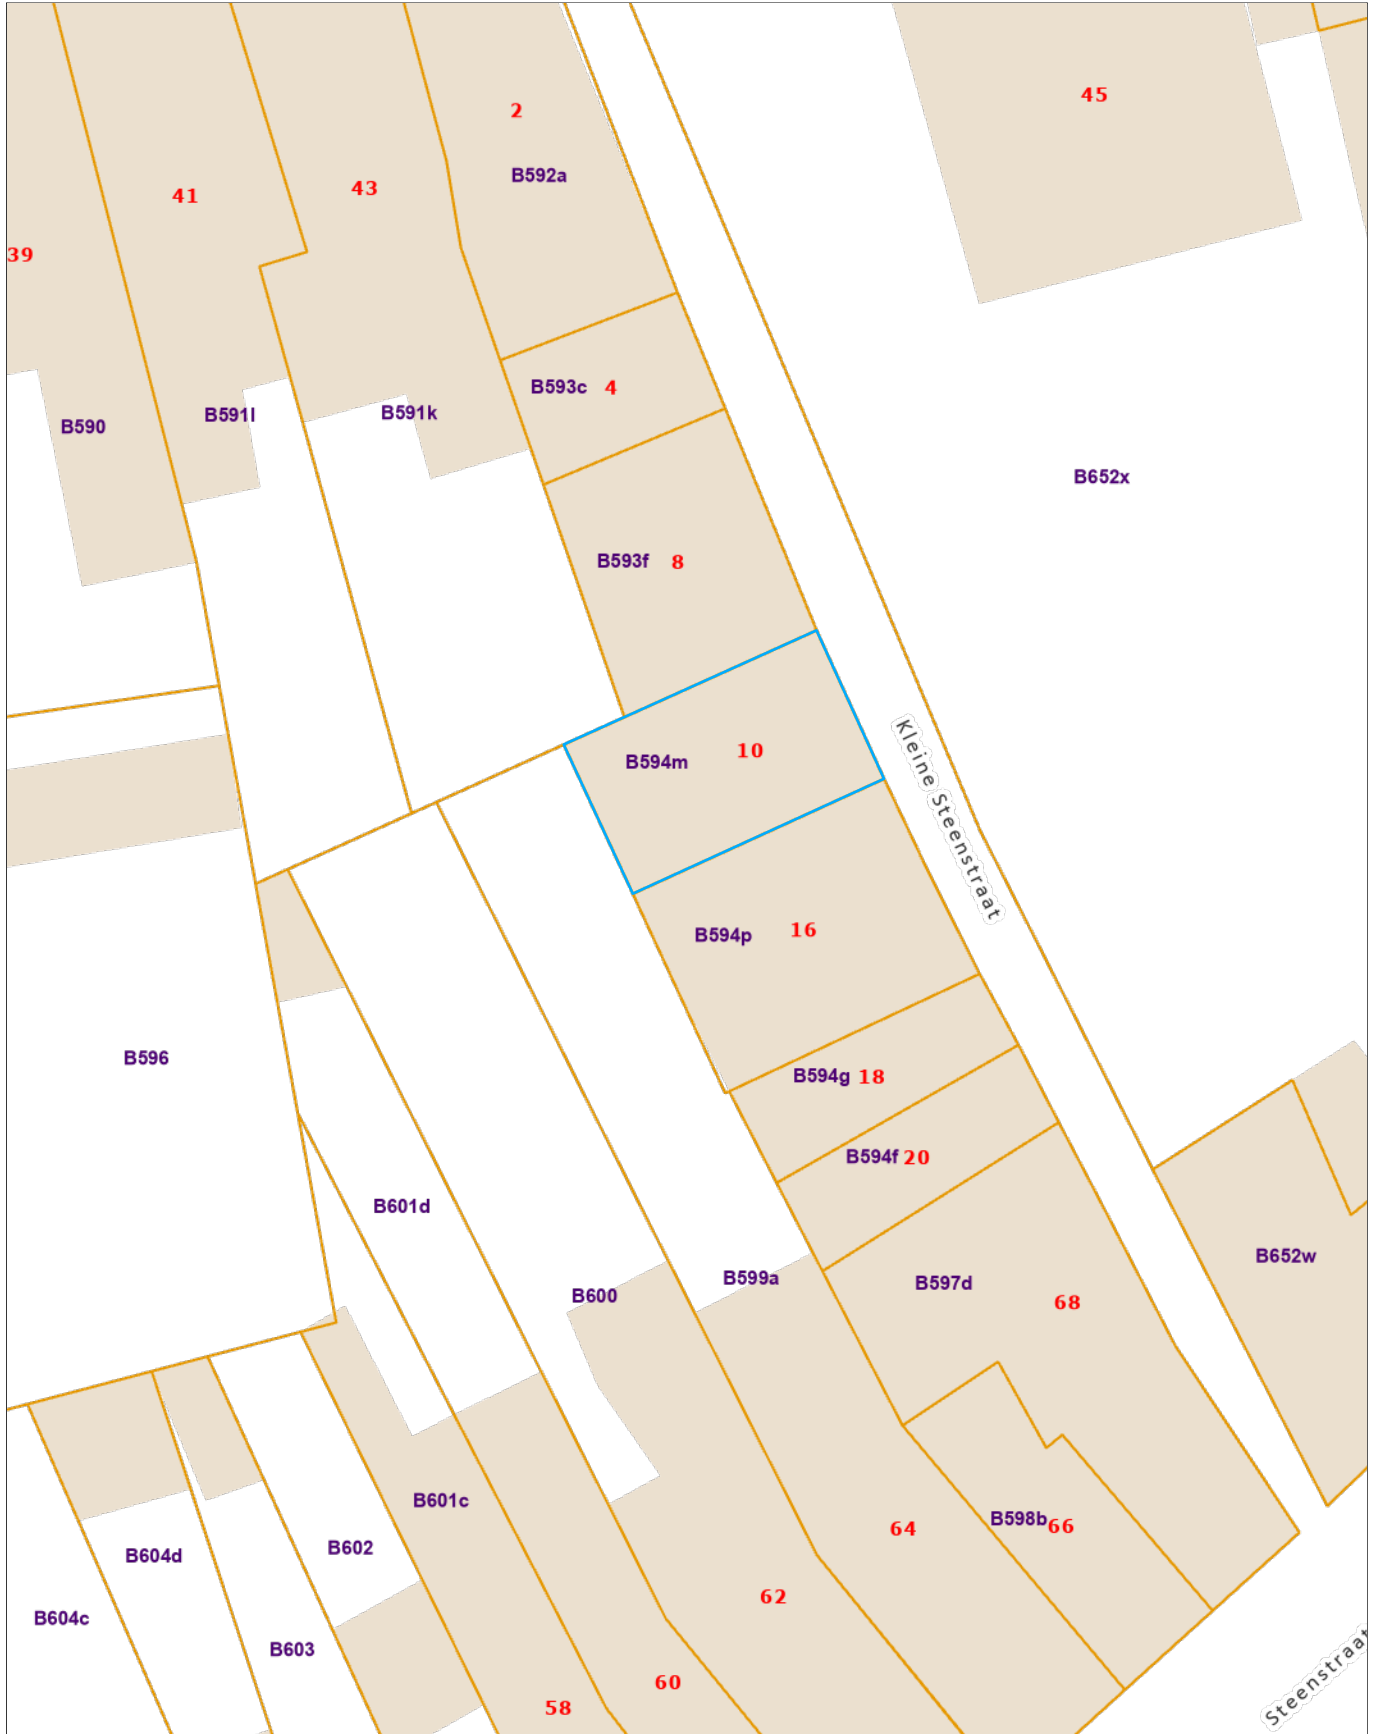 45
2
B592a
43
41
39
B593c 4
B591k
B591l
B590
B652x
B593f 8
10
B594m
Kleine Steenstraat
16
B594p
B596
B594g 18
B594f 20
B601d
B652w
B599a
B597d
B600
68
B601c
B598b 66
64
B602
B604d
62
B604c
B603
60
58
Steenstraat